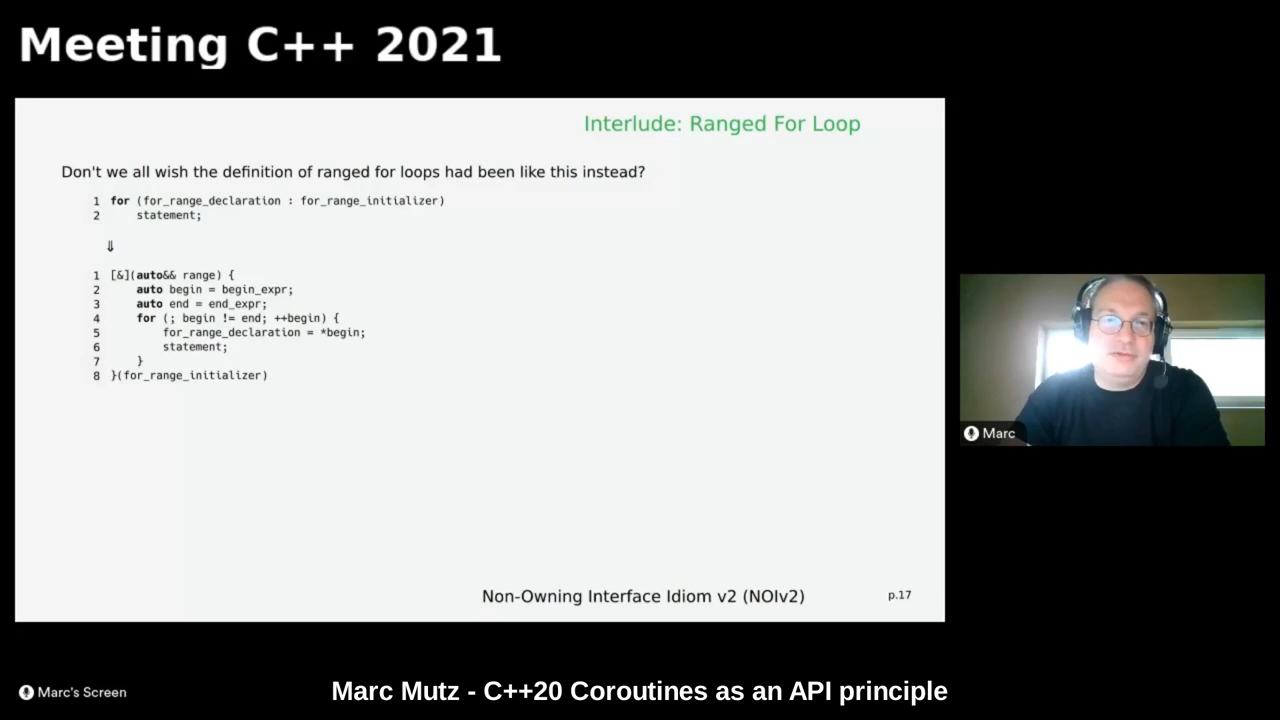 Meeting C++ 2021
Interlude: Ranged For Loop
Don't we all wish the definition of ranged for loops had been like this instead?
1 for (for_range_declaration : for_range_initializer)
2 statement;
⇓
1 [&](auto&& range) {
2 auto begin = begin_expr;
3 auto end = end_expr;
4 for (; begin != end; ++begin) {
5 for_range_declaration = *begin;
6 statement;
7 }
8 }(for_range_initializer)
Non-Owning Interface Idiom v2 (NOIv2)
p.17
Marc
Marc's Screen
Marc Mutz - C++20 Coroutines as an API principle